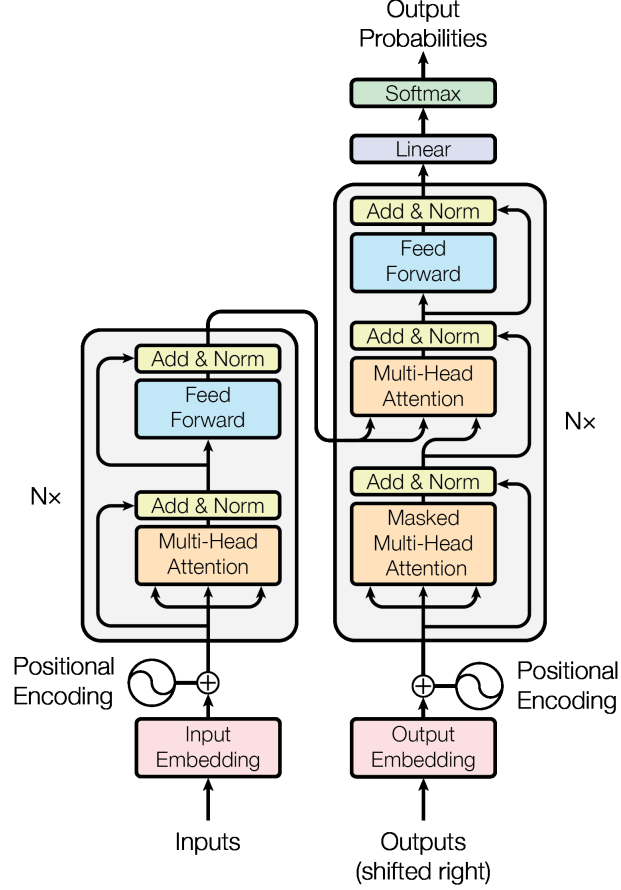 Output
Probabilities
Softmax
Linear
Add & Norm
Feed
Forward
Add & Norm
Multi-Head
Attention
Add & Norm
Masked
Multi-Head
Attention
N×
Add & Norm
Feed
Forward
Add & Norm
Multi-Head
Attention
N×
Positional
Encoding
Positional
Encoding
Input
Embedding
Output
Embedding
Inputs
Outputs
(shifted right)